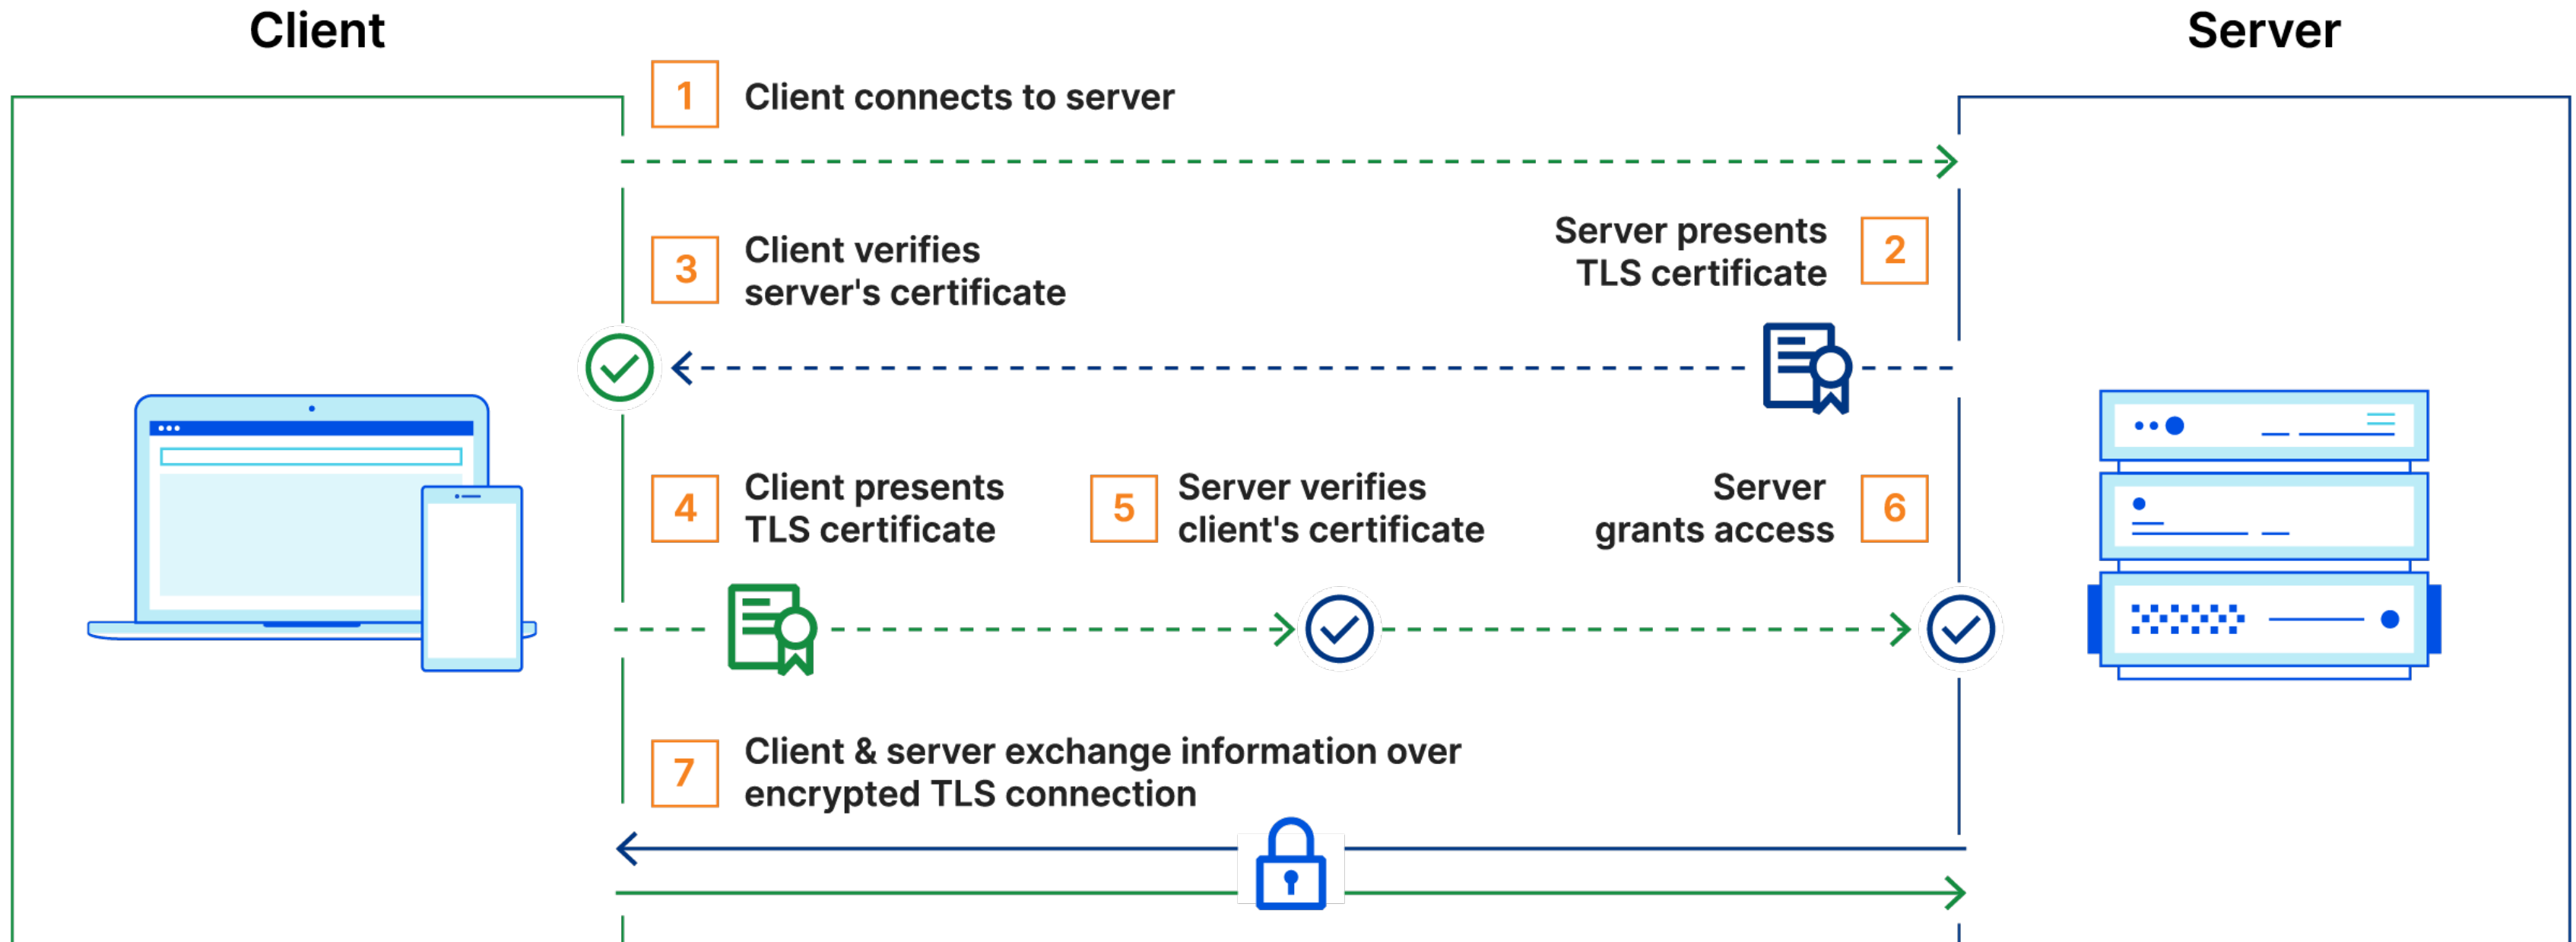 Client
Server
1
Client connects to server
Server presents
TLS certificate
2
3
Client verifies
server's certificate
4
Client presents
TLS certificate
5
Server verifies
client's certificate
Server
grants access
6
7
Client & server exchange information over
encrypted TLS connection